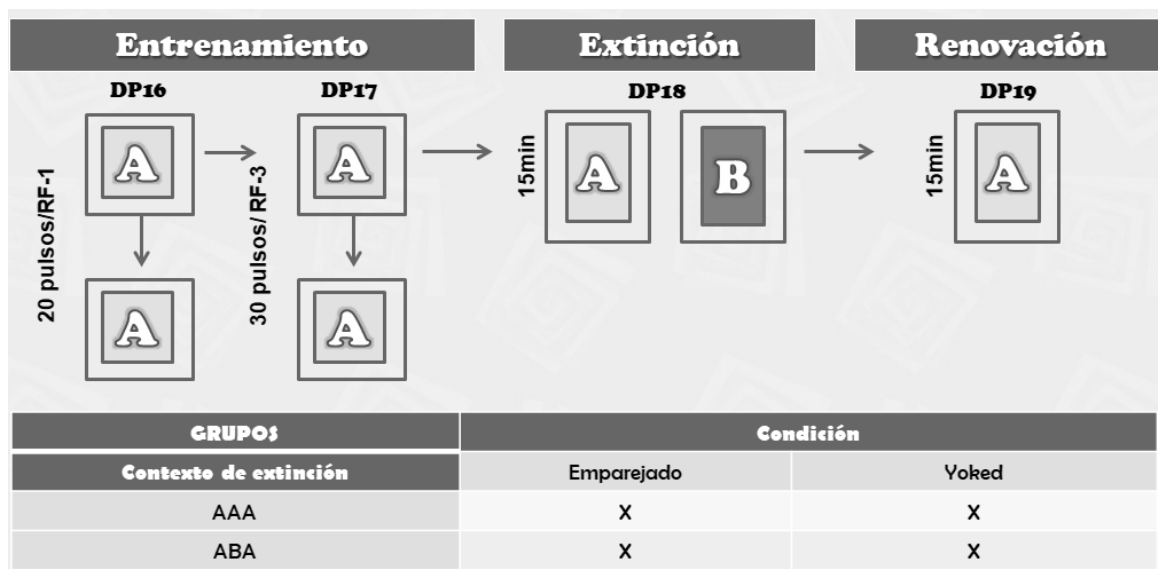 Entrenamiento
Extinción
Renovación
DP16
DP17
DP18
DP19
20 pulsos/RF-1
A
A
30 pulsos/ RF-3
A
A
15min
A
B
15min
A
GRUPOS
Condición
Contexto de extinción
Emparejado
Yoked
AAA
X
X
ABA
X
X